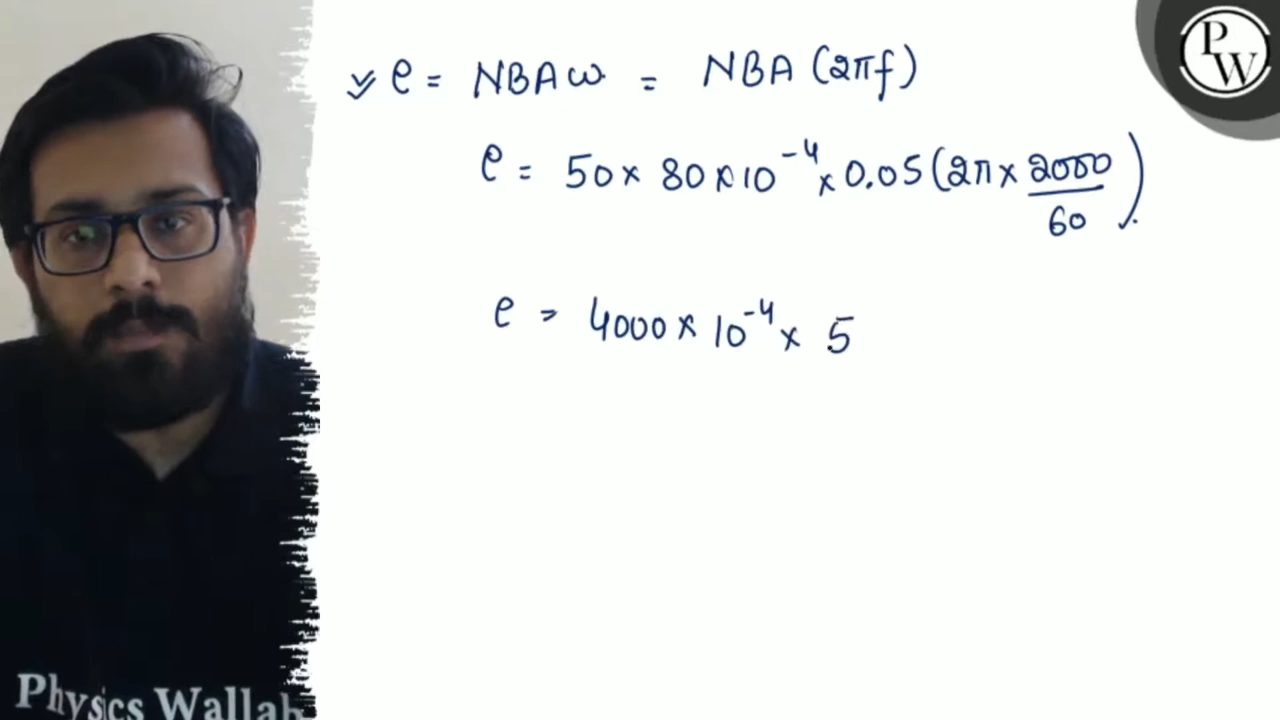 PW
e = NBAω = NBA (2πf)
e = 50 × 80 × 10⁻⁴ × 0.05 (2π × 2000/60)
e = 4000 × 10⁻⁴ × 5
Physics Wallah